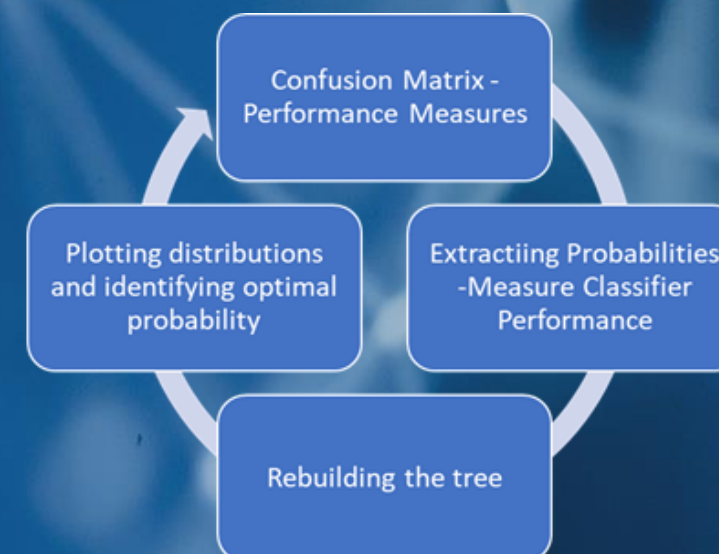 Confusion Matrix -
Performance Measures
Plotting distributions
and identifying optimal
probability
Extractiing Probabilities
-Measure Classifier
Performance
Rebuilding the tree